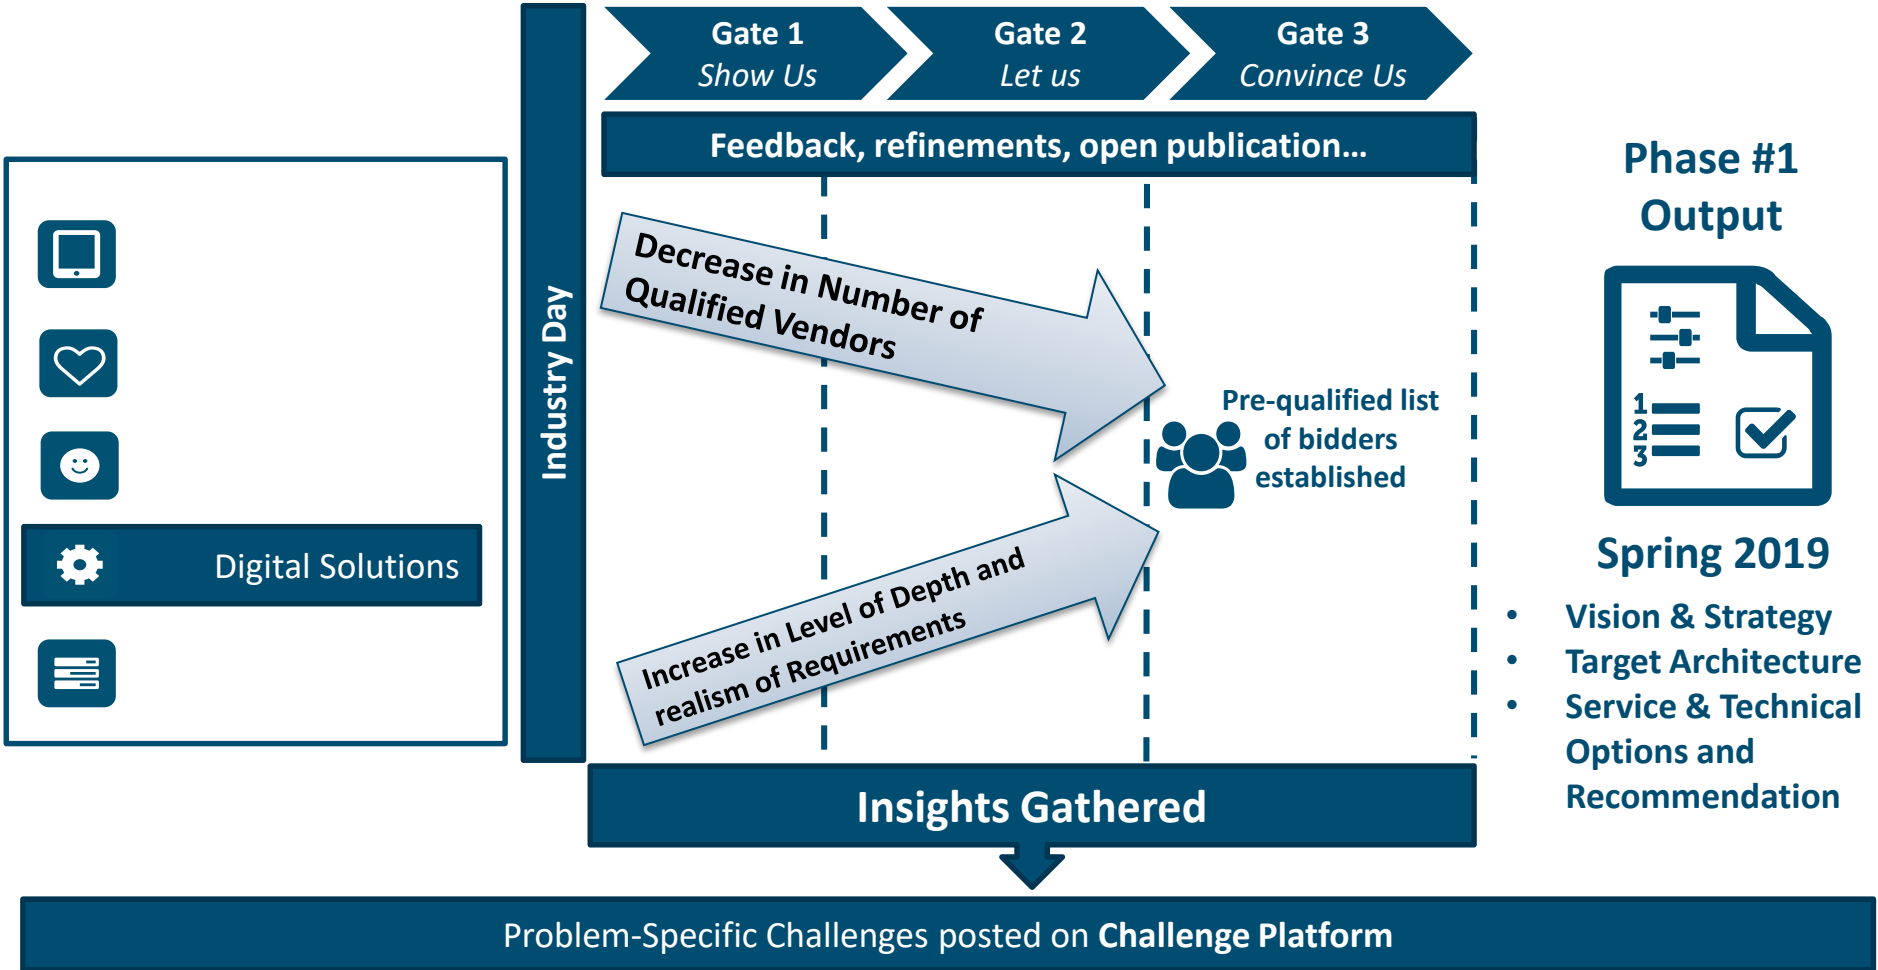 Gate 1
Show Us
Gate 2
Let us
Gate 3
Convince Us
Feedback, refinements, open publication...
Industry Day
Digital Solutions
Decrease in Number of
Qualified Vendors
Pre-qualified list
of bidders
established
Increase in Level of Depth and
realism of Requirements
Insights Gathered
Phase #1
Output
1
2
3
Spring 2019
• Vision & Strategy
• Target Architecture
• Service & Technical
Options and
Recommendation
Problem-Specific Challenges posted on Challenge Platform